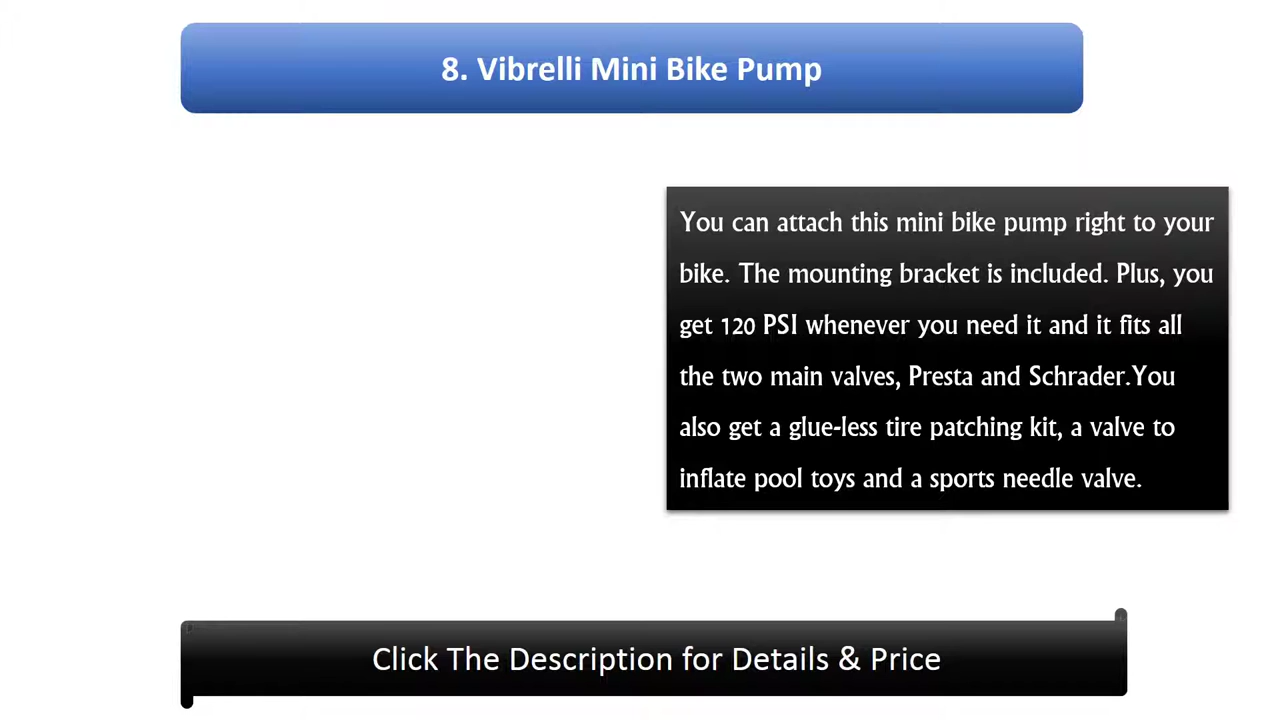 8. Vibrelli Mini Bike Pump
You can attach this mini bike pump right to your
bike. The mounting bracket is included. Plus, you
get 120 PSI whenever you need it and it fits all
the two main valves, Presta and Schrader.You
also get a glue-less tire patching kit, a valve to
inflate pool toys and a sports needle valve.
Click The Description for Details & Price